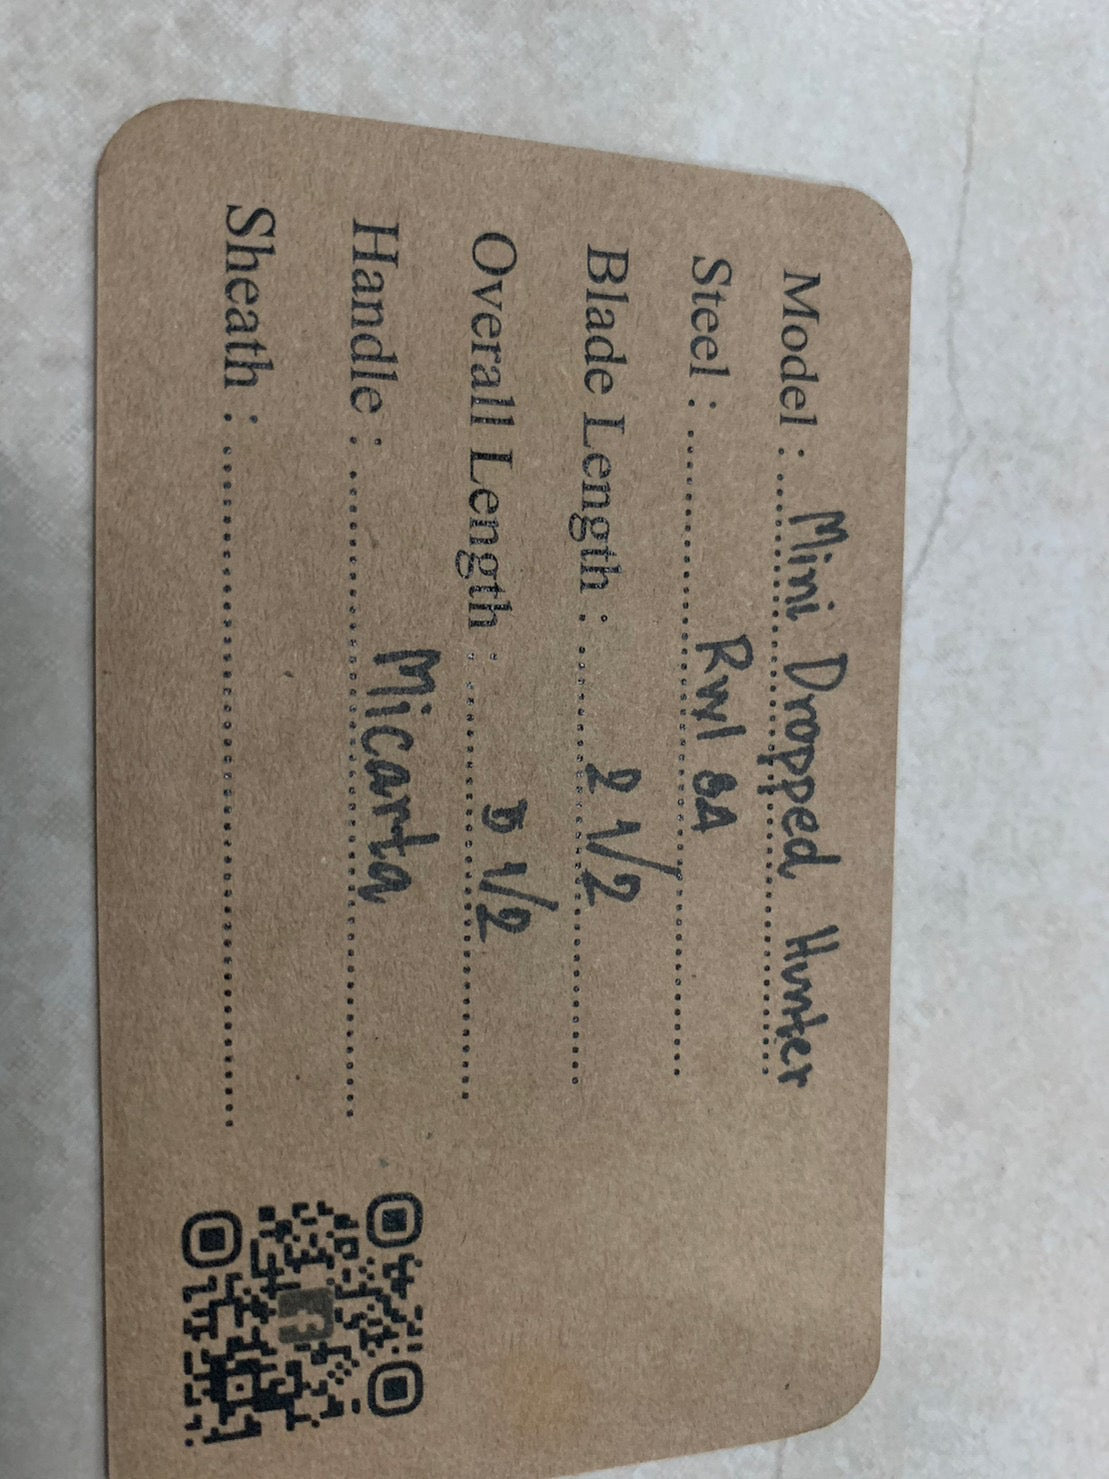 Model : Mini Dropped Hunter
Steel : RWL 34
Blade Length : 2 1/2
Overall Length : 5 1/2
Handle : Micarta
Sheath :